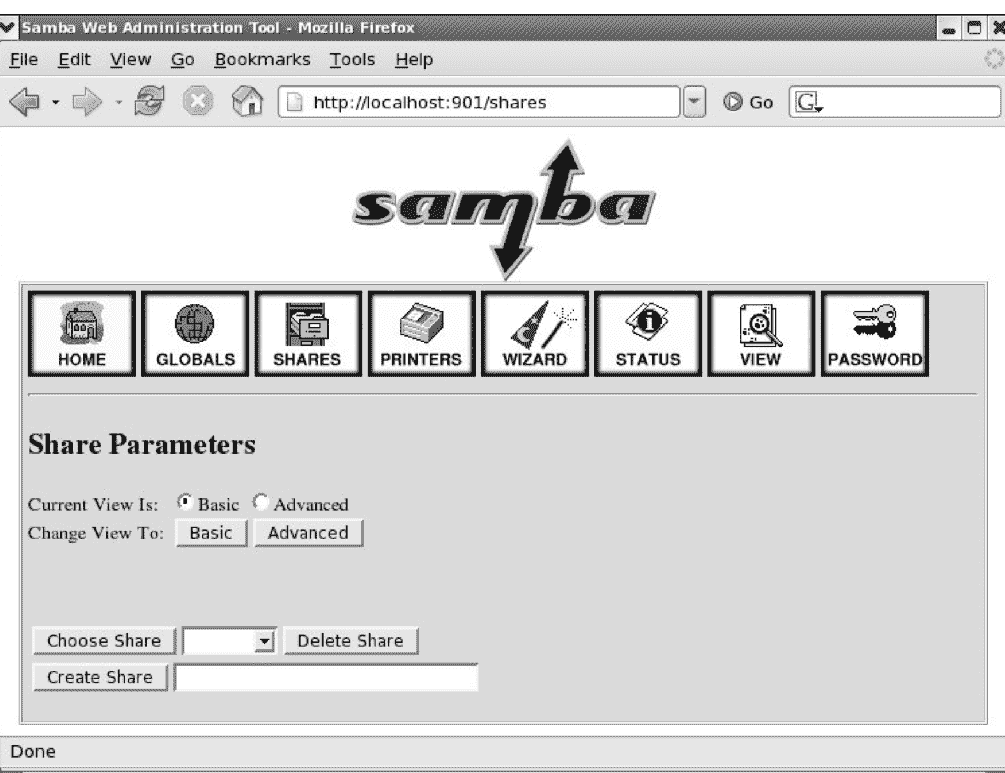 Samba Web Administration Tool - Mozilla Firefox
File Edit View Go Bookmarks Tools Help
http://localhost:901/shares Go G
samba
HOME GLOBALS SHARES PRINTERS WIZARD STATUS VIEW PASSWORD
Share Parameters
Current View Is: Basic Advanced
Change View To: Basic Advanced
Choose Share Delete Share
Create Share
Done